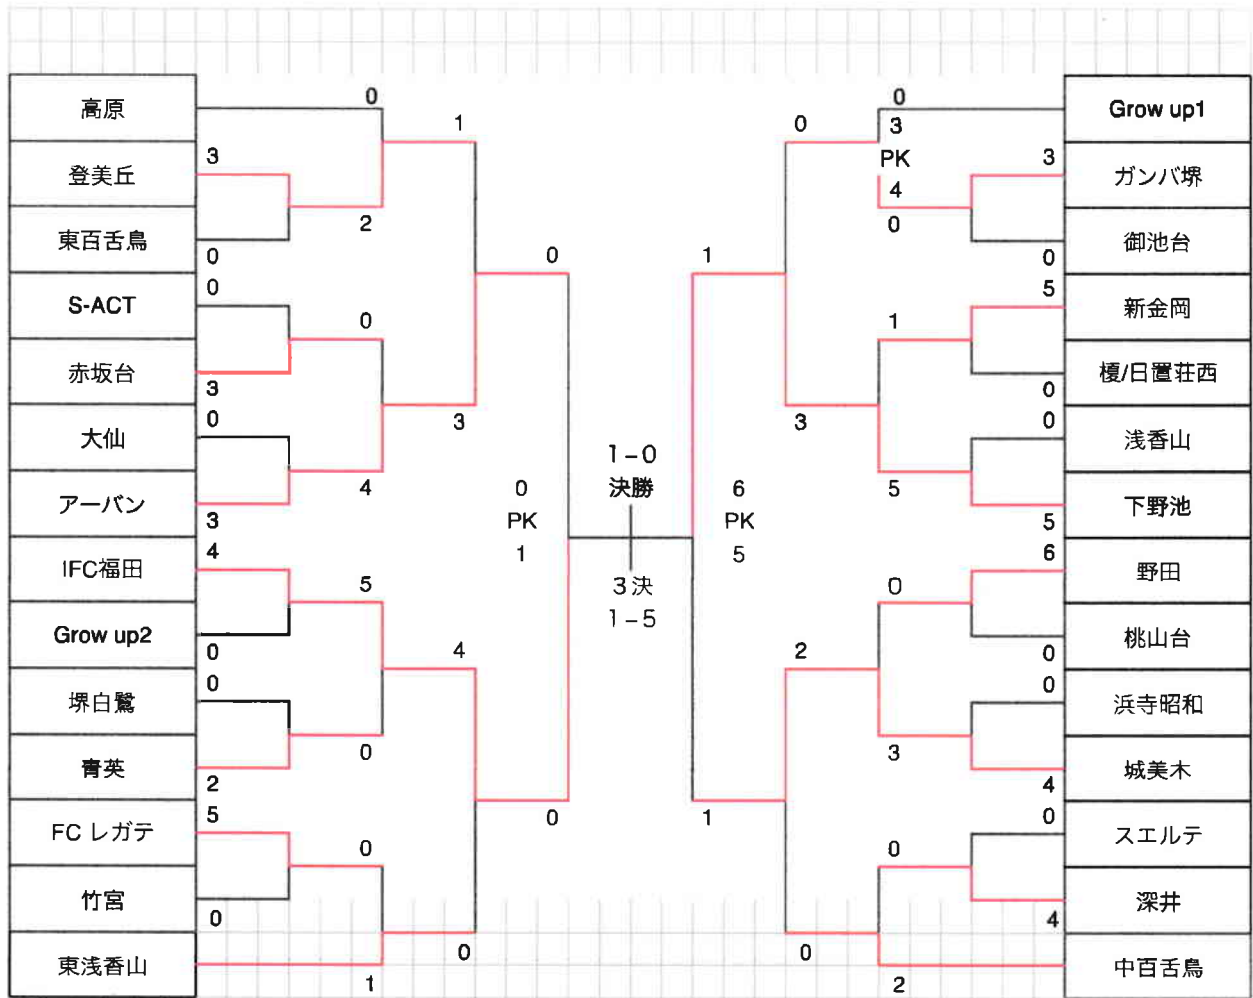 高原
登美丘
東百舌鳥
S-ACT
赤坂台
大仙
アーバン
IFC福田
Grow up2
堺白鷺
青英
FC レガテ
竹宮
東浅香山
3
0
0
3
0
3
4
0
0
2
5
0
0
2
0
4
5
0
0
1
1
3
4
0
0
0
0
PK
1
1-0
決勝
3決
1-5
6
PK
5
1
1
0
3
2
0
0
3
PK
4
0
1
5
0
3
0
2
3
0
5
0
0
5
6
0
0
4
0
4
Grow up1
ガンバ堺
御池台
新金岡
榎/日置荘西
浅香山
下野池
野田
桃山台
浜寺昭和
城美木
スエルテ
深井
中百舌鳥